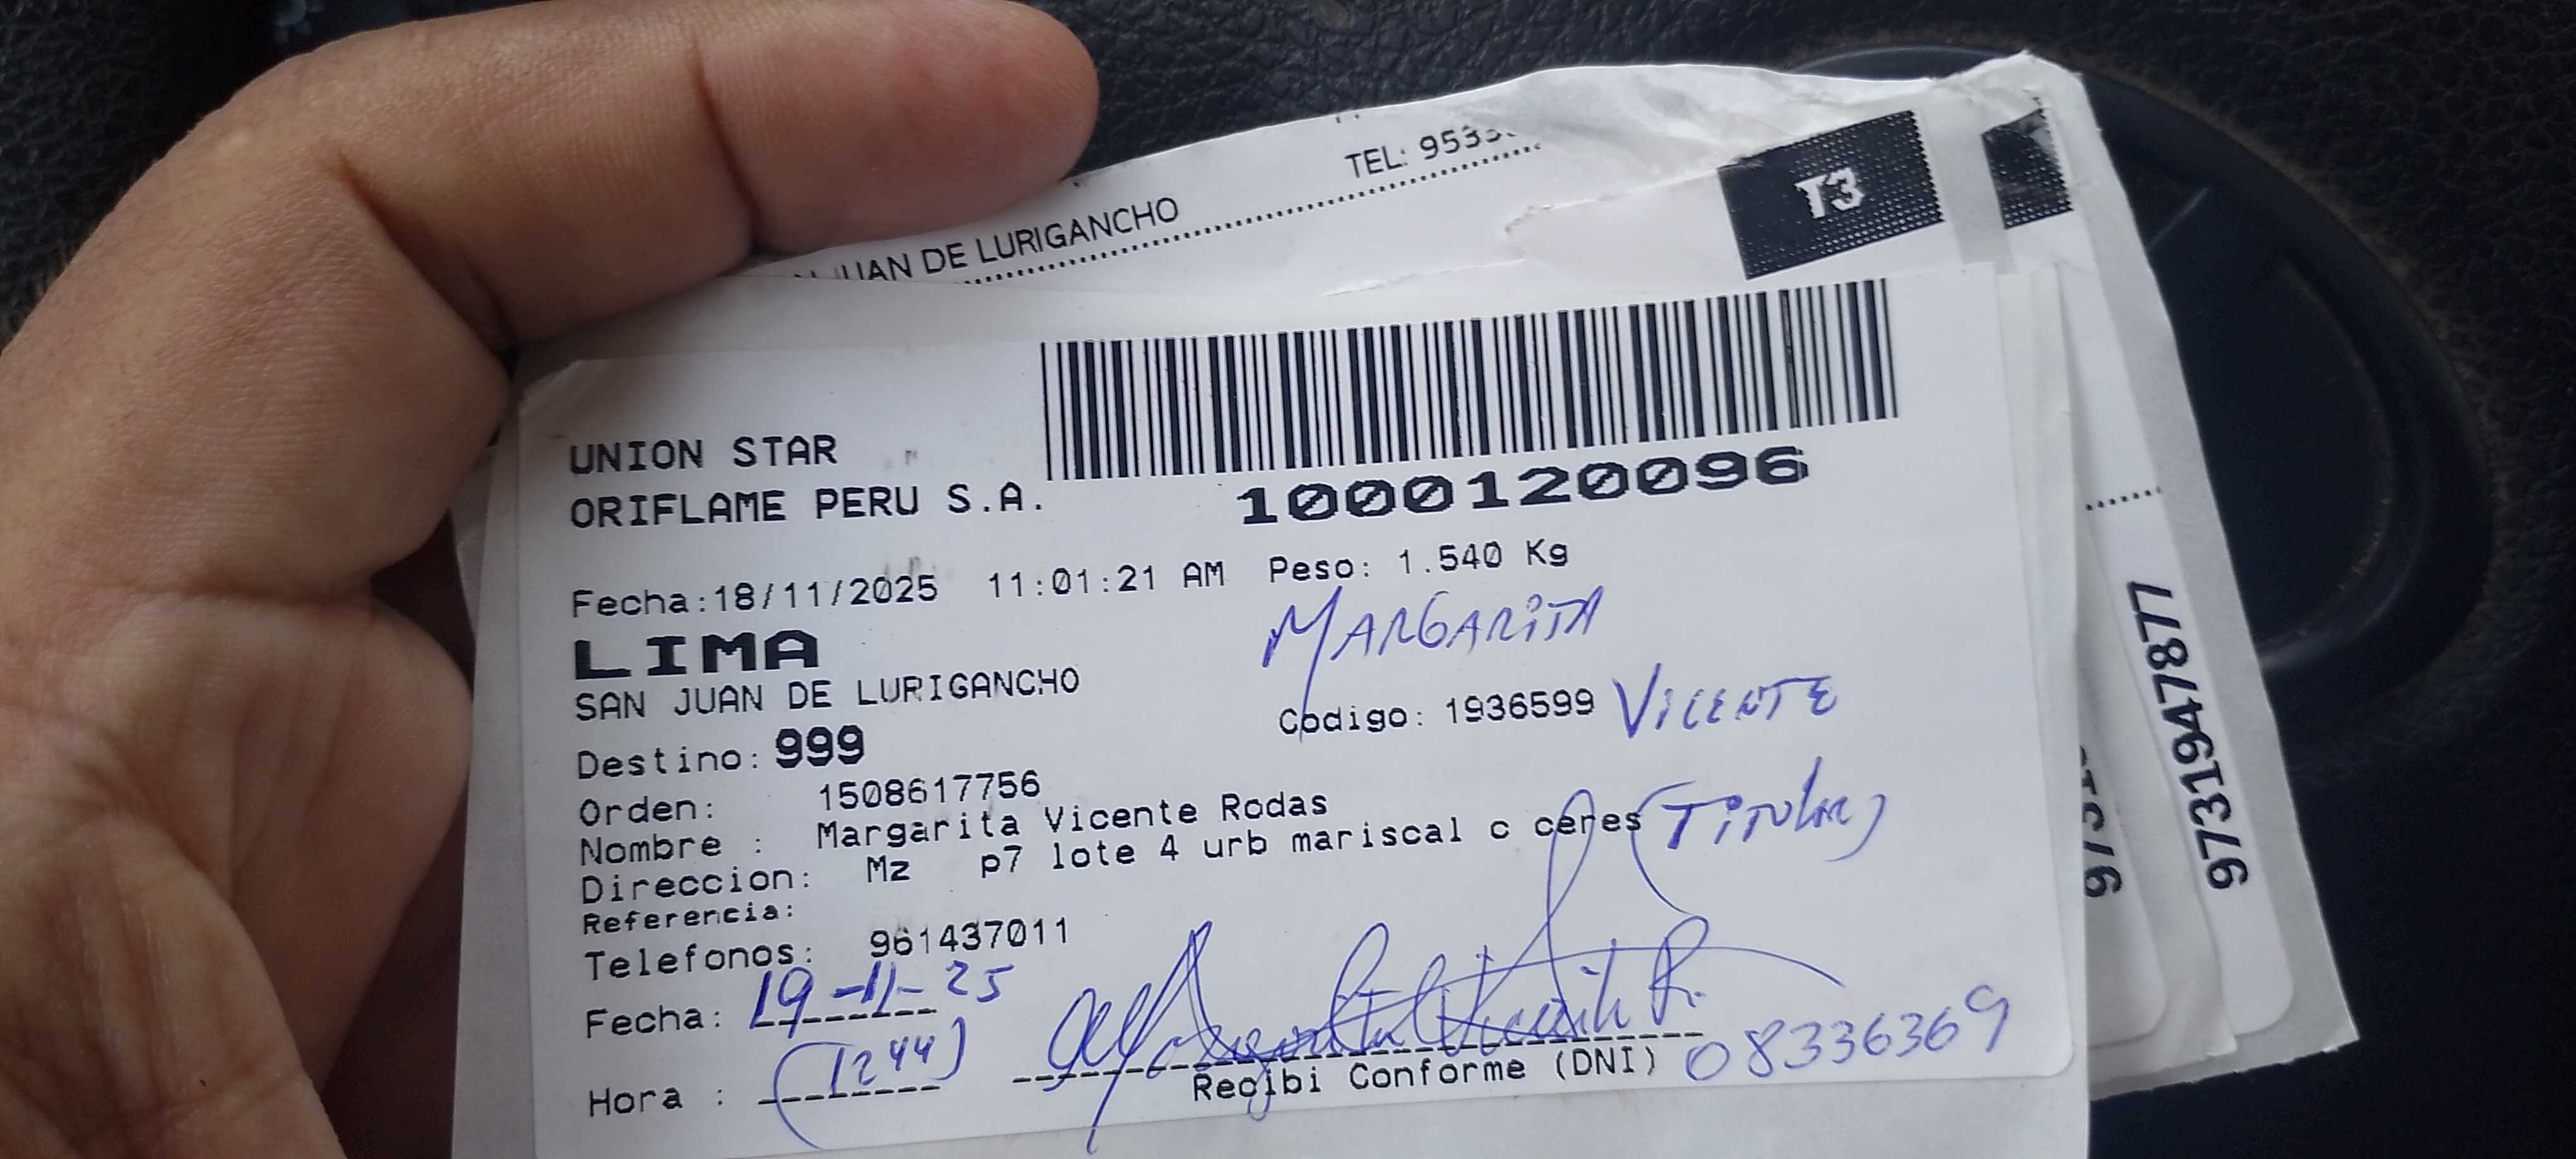 TEL: 9533
JUAN DE LURIGANCHO
T3
UNION STAR
ORIFLAME PERU S.A.
1000120096
Fecha:18/11/2025 11:01:21 AM Peso: 1.540 Kg
LIMA
MARGARITA
SAN JUAN DE LURIGANCHO
Codigo: 1936599 VICENTE
Destino: 999
Orden: 1508617756
Nombre : Margarita Vicente Rodas
(TITULAR)
Direccion: Mz p7 lote 4 urb mariscal c ceres
Referencia:
Telefonos: 961437011
Fecha: 19-11-25
Hora : (1244)
Recibi Conforme (DNI) 08336369
973194787​7